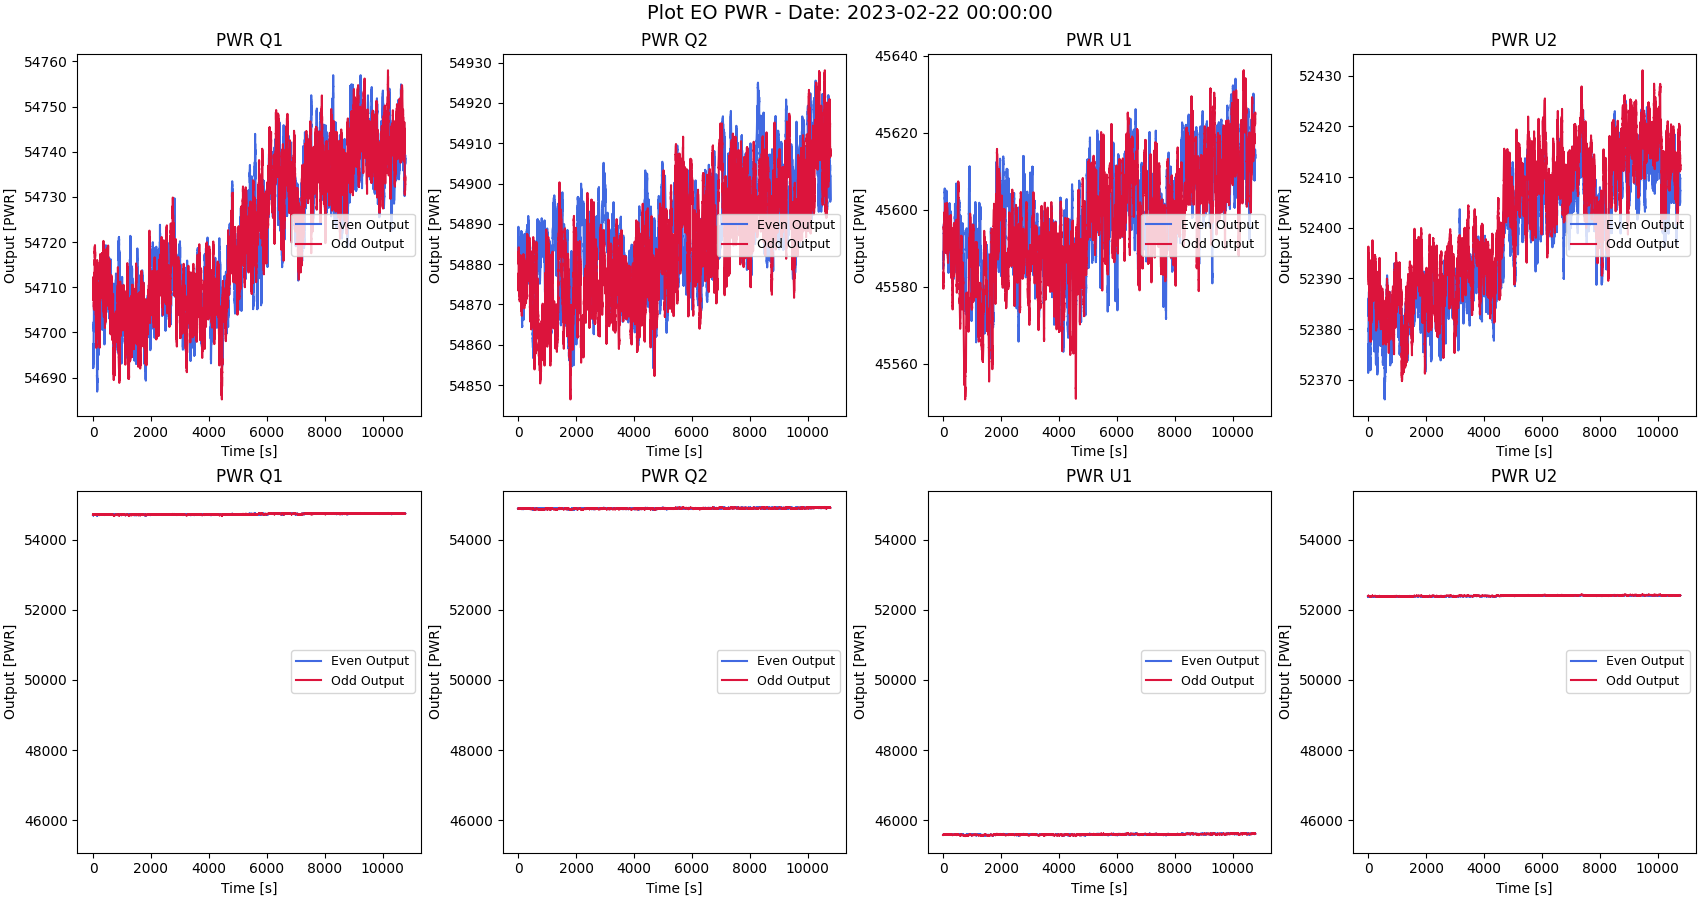 Plot EO PWR - Date: 2023-02-22 00:00:00
PWR Q1
Output [PWR]
54760
54750
54740
54730
54720
54710
54700
54690
Even Output
Odd Output
0 2000 4000 6000 8000 10000
Time [s]
PWR Q2
Output [PWR]
54930
54920
54910
54900
54890
54880
54870
54860
54850
Even Output
Odd Output
0 2000 4000 6000 8000 10000
Time [s]
PWR U1
Output [PWR]
45640
45620
45600
45580
45560
Even Output
Odd Output
0 2000 4000 6000 8000 10000
Time [s]
PWR U2
Output [PWR]
52430
52420
52410
52400
52390
52380
52370
Even Output
Odd Output
0 2000 4000 6000 8000 10000
Time [s]
PWR Q1
Output [PWR]
54000
52000
50000
48000
46000
Even Output
Odd Output
0 2000 4000 6000 8000 10000
Time [s]
PWR Q2
Output [PWR]
54000
52000
50000
48000
46000
Even Output
Odd Output
0 2000 4000 6000 8000 10000
Time [s]
PWR U1
Output [PWR]
54000
52000
50000
48000
46000
Even Output
Odd Output
0 2000 4000 6000 8000 10000
Time [s]
PWR U2
Output [PWR]
54000
52000
50000
48000
46000
Even Output
Odd Output
0 2000 4000 6000 8000 10000
Time [s]